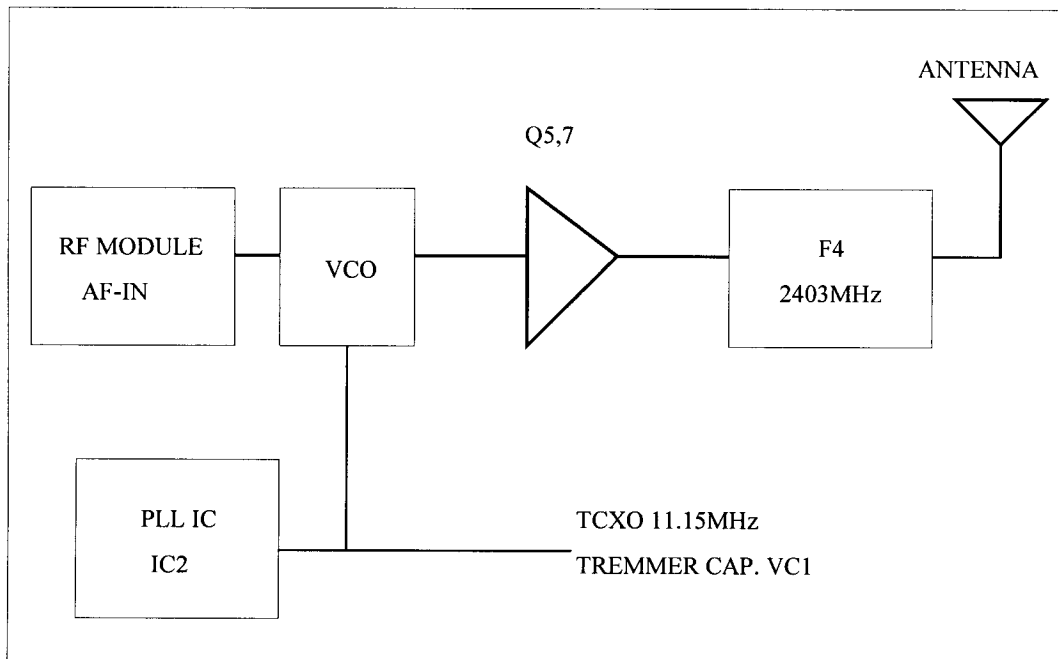 ANTENNA
Q5,7
RF MODULE
AF-IN
VCO
F4
2403MHz
PLL IC
IC2
TCXO 11.15MHz
TREMMER CAP. VC1